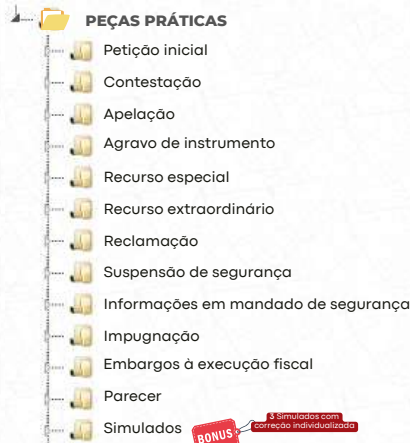 PEÇAS PRÁTICAS
Petição inicial
Contestação
Apelação
Agravo de instrumento
Recurso especial
Recurso extraordinário
Reclamação
Suspensão de segurança
Informações em mandado de segurança
Impugnação
Embargos à execução fiscal
Parecer
Simulados
BONUS
3 Simulados com
correção individualizada